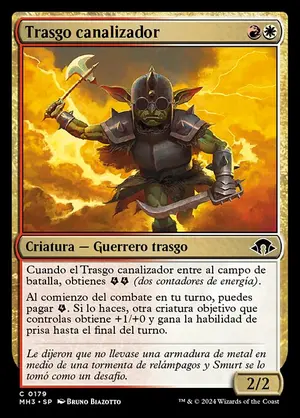 Trasgo canalizador
Criatura — Guerrero trasgo
Cuando el Trasgo canalizador entre al campo de
batalla, obtienes (dos contadores de energía).
Al comienzo del combate en tu turno, puedes
pagar . Si lo haces, otra criatura objetivo que
controlas obtiene +1/+0 y gana la habilidad de
prisa hasta el final del turno.
Le dijeron que no llevase una armadura de metal en
medio de una tormenta de relámpagos y Smurt se lo
tomó como un desafío.
2/2
C 0179
MH3 • SP BRUNO BIAZOTTO
™ & © 2024 Wizards of the Coast